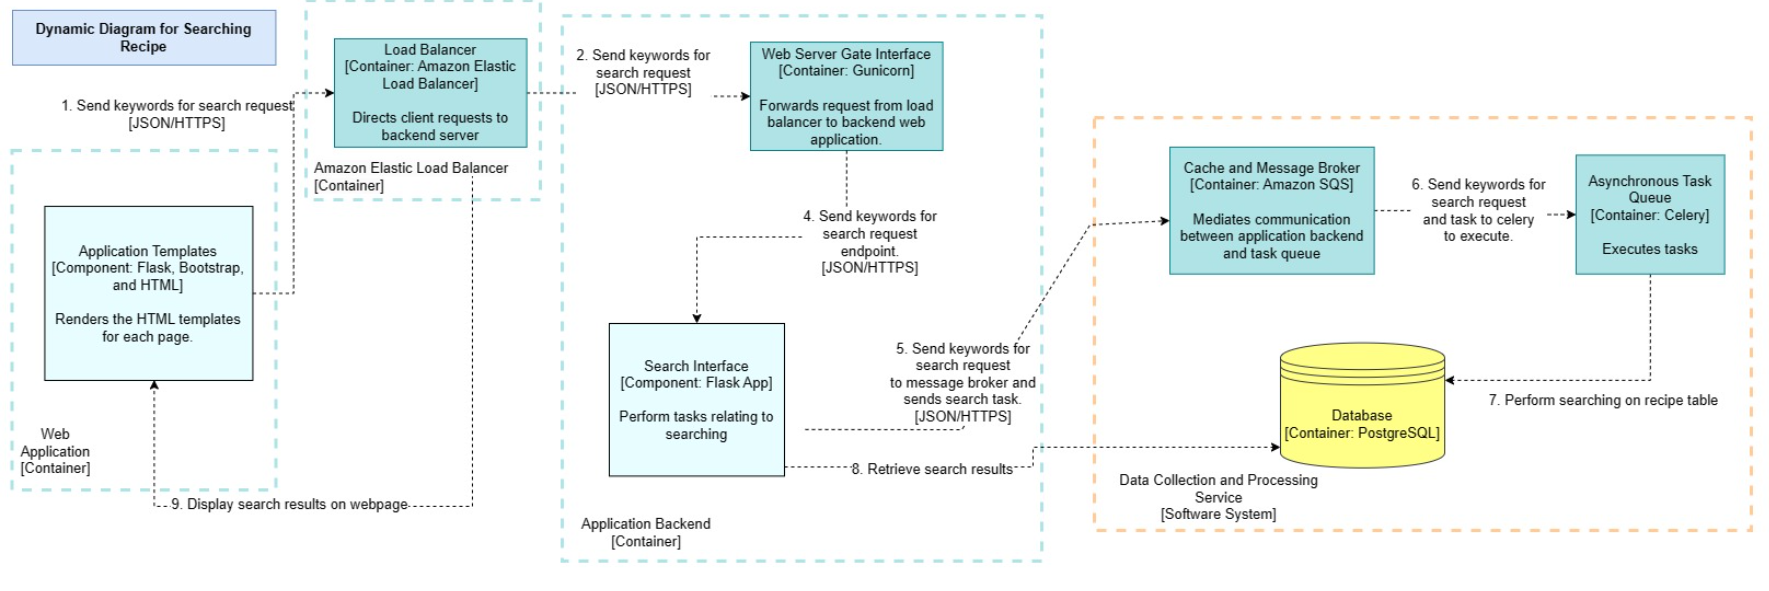 Dynamic Diagram for Searching
Recipe
Load Balancer
[Container: Amazon Elastic
Load Balancer]
Directs client requests to
backend server
Amazon Elastic Load Balancer
[Container]
1. Send keywords for search request
[JSON/HTTPS]
Application Templates
[Component: Flask, Bootstrap,
and HTML]
Renders the HTML templates
for each page.
Web
Application
[Container]
2. Send keywords for
search request
[JSON/HTTPS]
Web Server Gate Interface
[Container: Gunicorn]
Forwards request from load
balancer to backend web
application.
4. Send keywords for
search request
endpoint.
[JSON/HTTPS]
Search Interface
[Component: Flask App]
Perform tasks relating to
searching
5. Send keywords for
search request
to message broker and
sends search task.
[JSON/HTTPS]
8. Retrieve search results
Application Backend
[Container]
Cache and Message Broker
[Container: Amazon SQS]
Mediates communication
between application backend
and task queue
6. Send keywords for
search request
and task to celery
to execute.
Asynchronous Task
Queue
[Container: Celery]
Executes tasks
7. Perform searching on recipe table
Database
[Container: PostgreSQL]
Data Collection and Processing
Service
[Software System]
9. Display search results on webpage